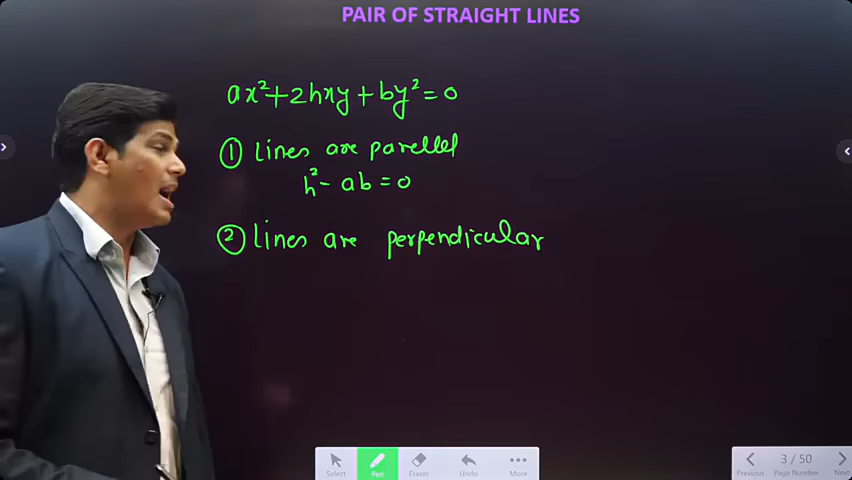 PAIR OF STRAIGHT LINES
ax²+2hxy+by²=0
① lines are parellel
h²-ab=0
② lines are perpendicular
Select Pen Eraser Undo More
Previous 3 / 50 Page Number Next